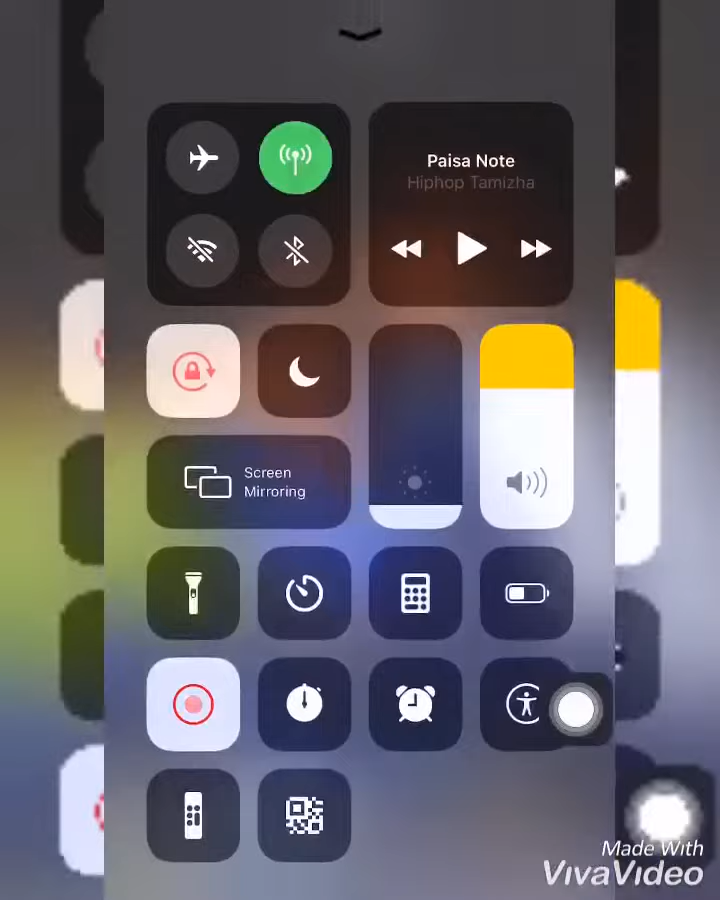 Paisa Note
Hiphop Tamizha
Screen
Mirroring
Made With
VivaVideo